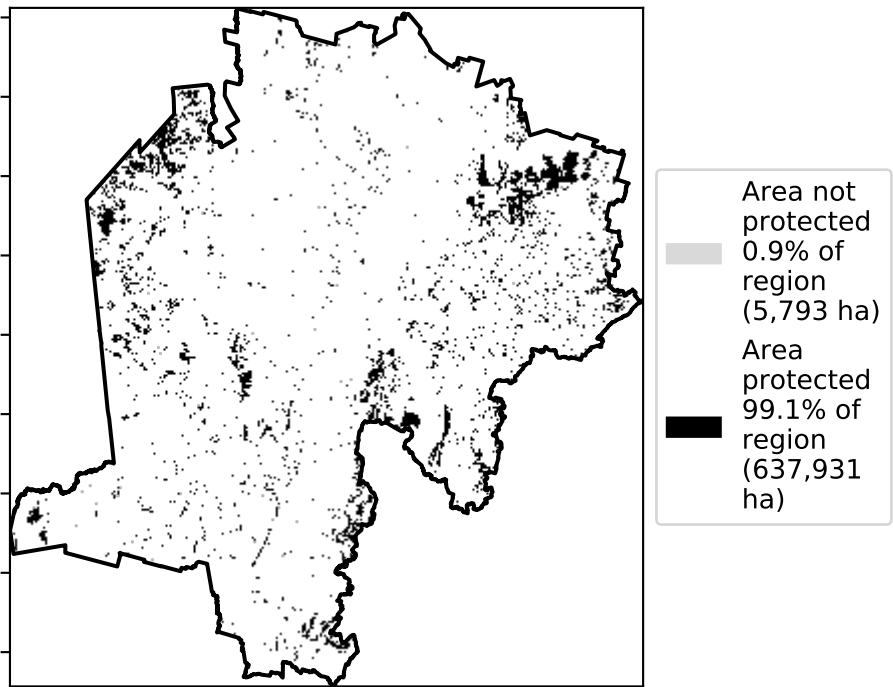 Area not
protected
0.9% of
region
(5,793 ha)
Area
protected
99.1% of
region
(637,931
ha)